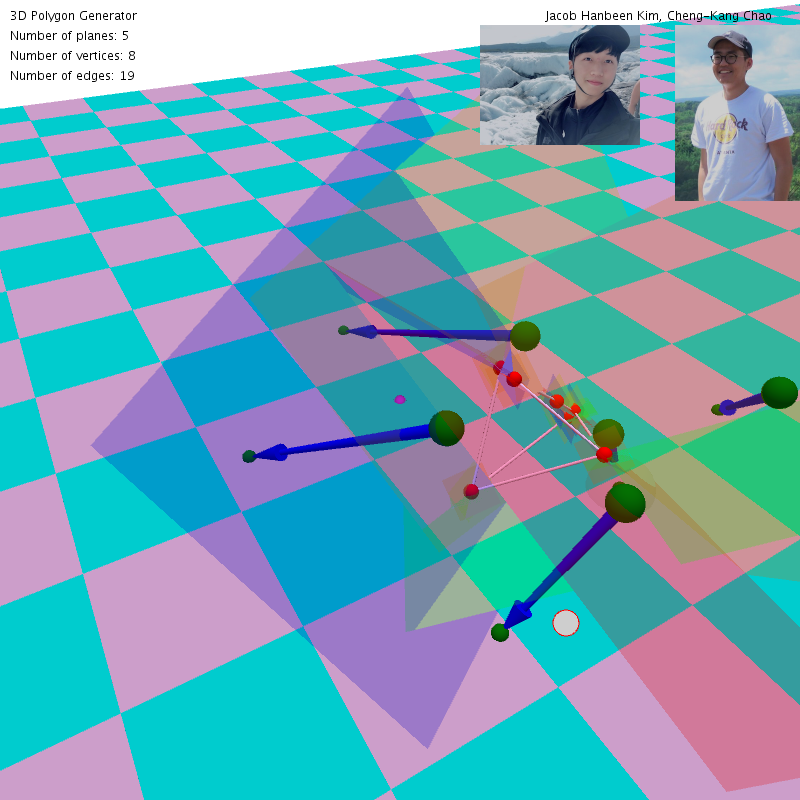 3D Polygon Generator
Jacob Hanbeen Kim, Cheng-Kang Chao
Number of planes: 5
Number of vertices: 8
Number of edges: 19